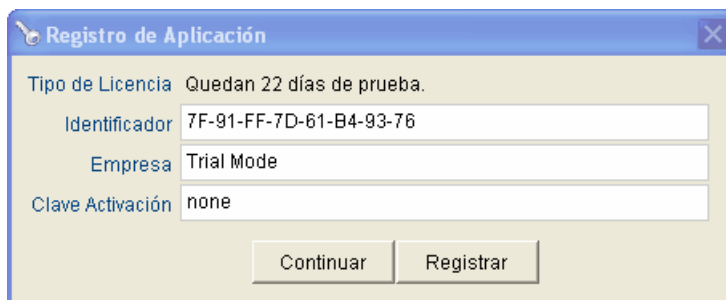 Registro de Aplicación
Tipo de Licencia Quedan 22 días de prueba.
Identificador 7F-91-FF-7D-61-B4-93-76
Empresa Trial Mode
Clave Activación none
Continuar Registrar